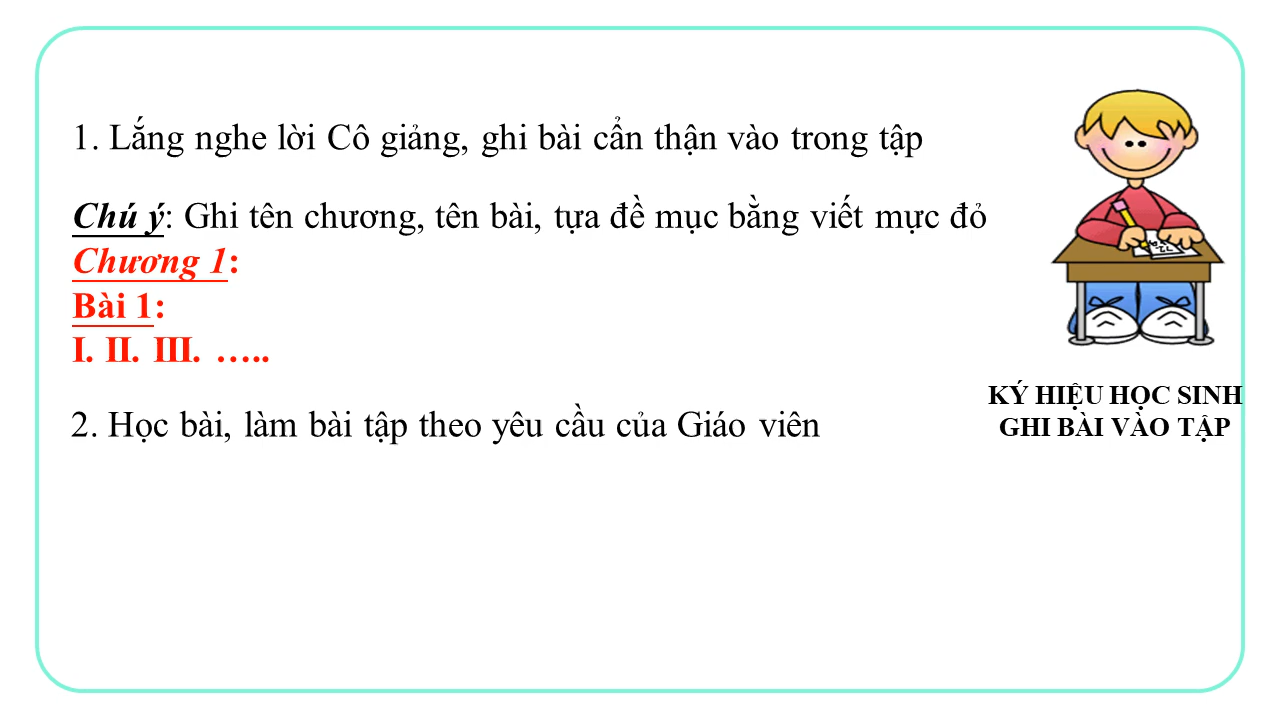 1. Lắng nghe lời Cô giảng, ghi bài cẩn thận vào trong tập
Chú ý: Ghi tên chương, tên bài, tựa đề mục bằng viết mực đỏ
Chương 1:
Bài 1:
I. II. III. …..
2. Học bài, làm bài tập theo yêu cầu của Giáo viên
KÝ HIỆU HỌC SINH
GHI BÀI VÀO TẬP